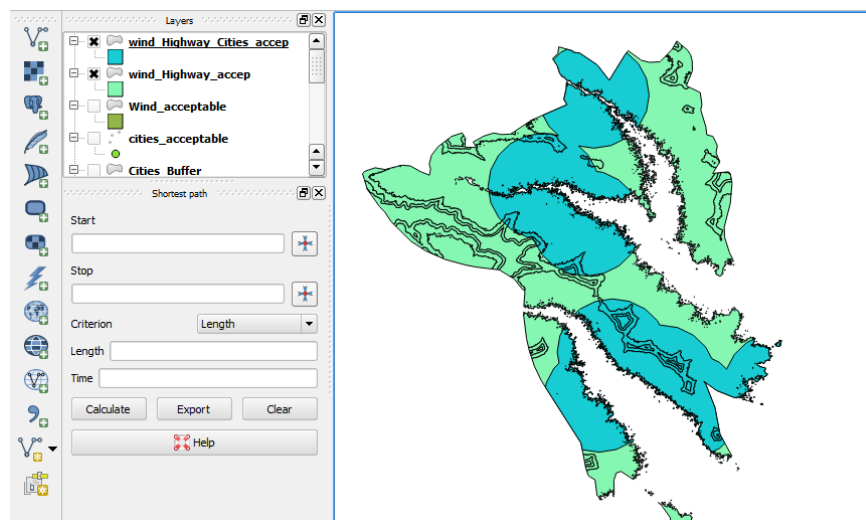 Layers
wind_Highway_Cities_accep
wind_Highway_accep
Wind_acceptable
cities_acceptable
Cities_Buffer
Shortest path
Start
Stop
Criterion Length
Length
Time
Calculate Export Clear
Help